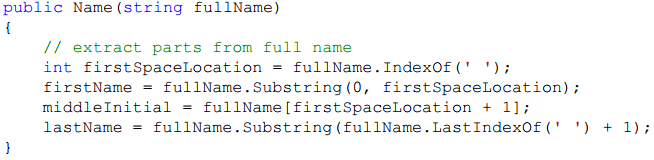 public Name(string fullName)
{
    // extract parts from full name
    int firstSpaceLocation = fullName.IndexOf(' ');
    firstName = fullName.Substring(0, firstSpaceLocation);
    middleInitial = fullName[firstSpaceLocation + 1];
    lastName = fullName.Substring(fullName.LastIndexOf(' ') + 1);
}